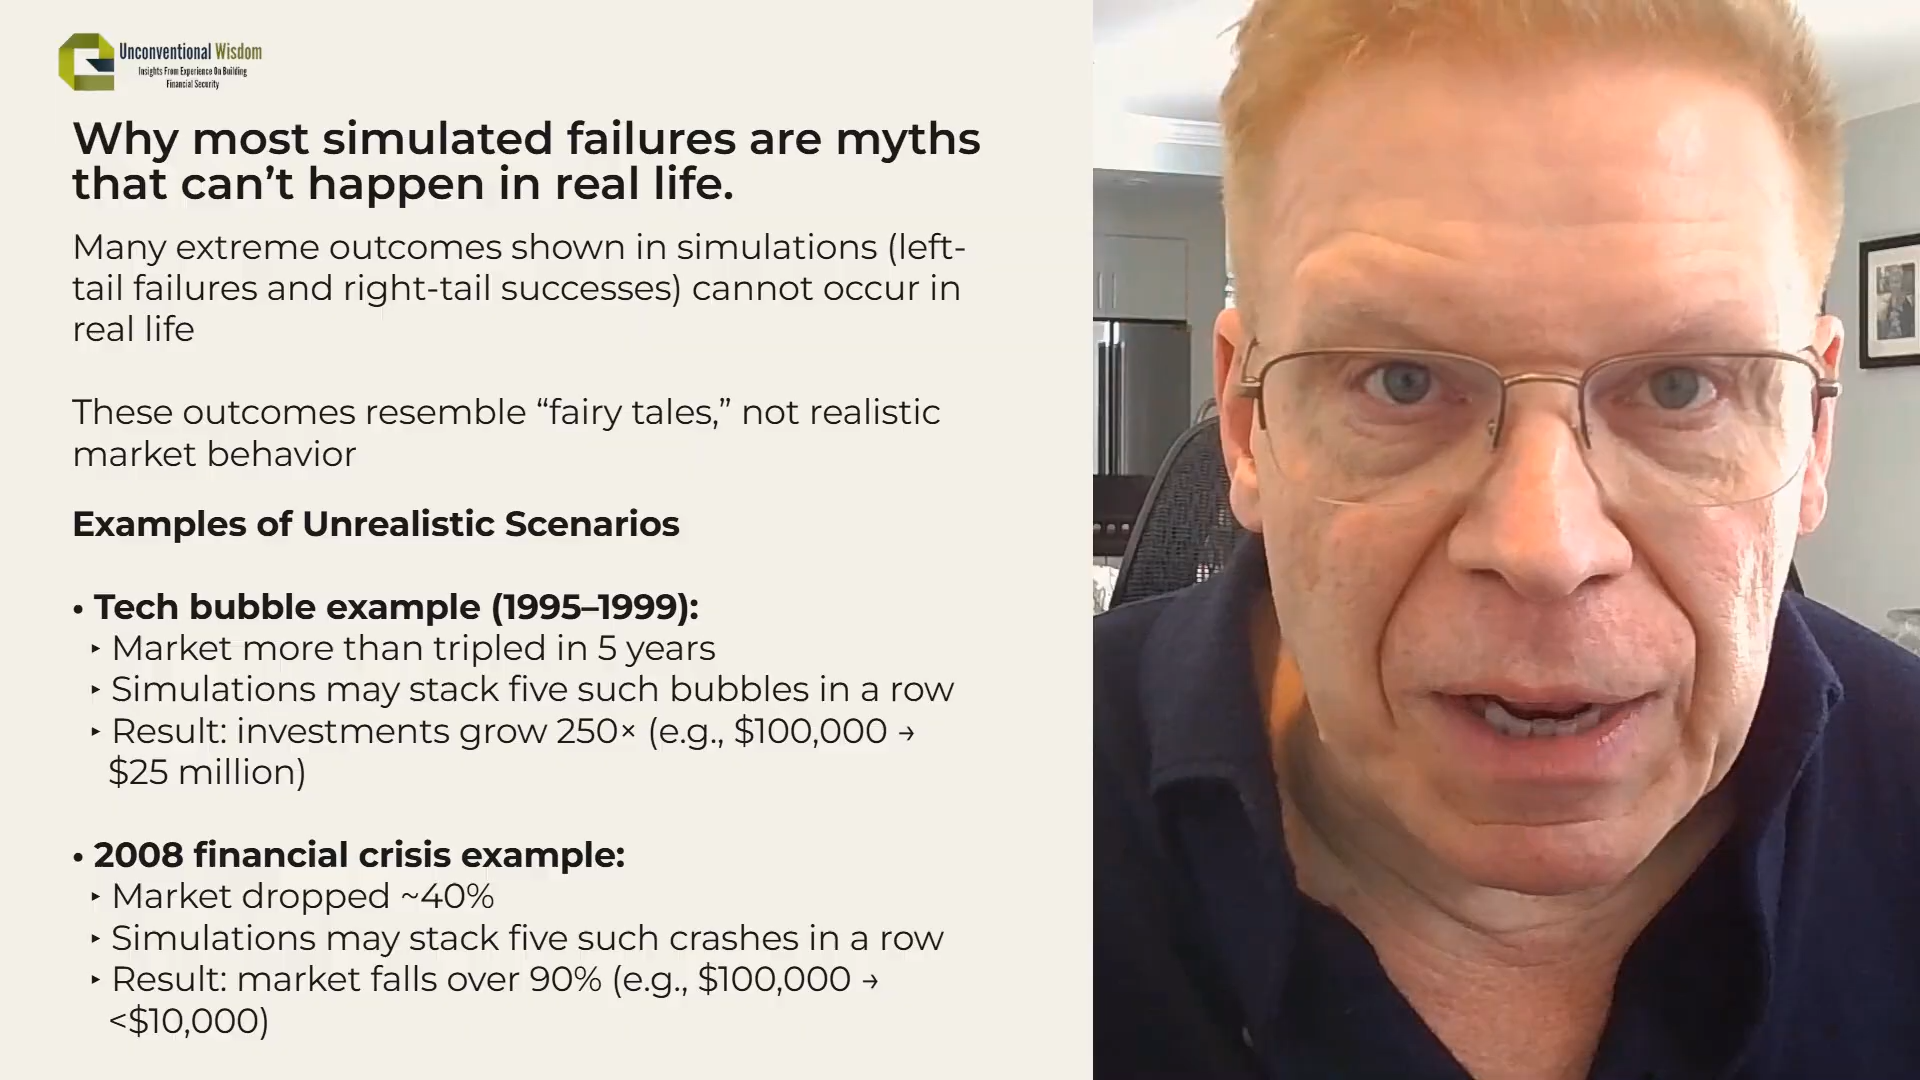 Unconventional Wisdom
Insights From Experience On Building
Financial Security
Why most simulated failures are myths
that can’t happen in real life.
Many extreme outcomes shown in simulations (left-
tail failures and right-tail successes) cannot occur in
real life
These outcomes resemble “fairy tales,” not realistic
market behavior
Examples of Unrealistic Scenarios
• Tech bubble example (1995–1999):
‣ Market more than tripled in 5 years
‣ Simulations may stack five such bubbles in a row
‣ Result: investments grow 250× (e.g., $100,000 →
$25 million)
• 2008 financial crisis example:
‣ Market dropped ~40%
‣ Simulations may stack five such crashes in a row
‣ Result: market falls over 90% (e.g., $100,000 →
<$10,000)